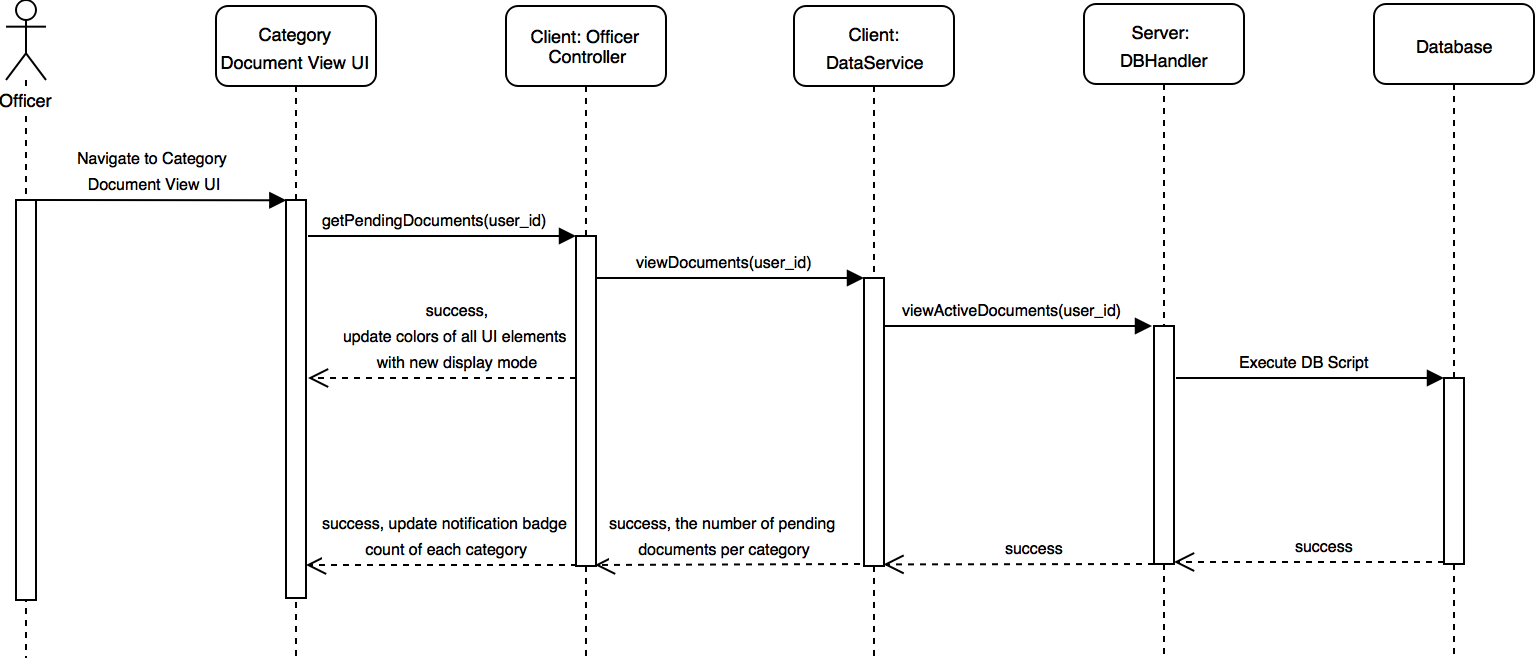 Officer
Category
Document View UI
Client: Officer
Controller
Client:
DataService
Server:
DBHandler
Database
Navigate to Category
Document View UI
getPendingDocuments(user_id)
viewDocuments(user_id)
viewActiveDocuments(user_id)
Execute DB Script
success,
update colors of all UI elements
with new display mode
success, update notification badge
count of each category
success, the number of pending
documents per category
success
success